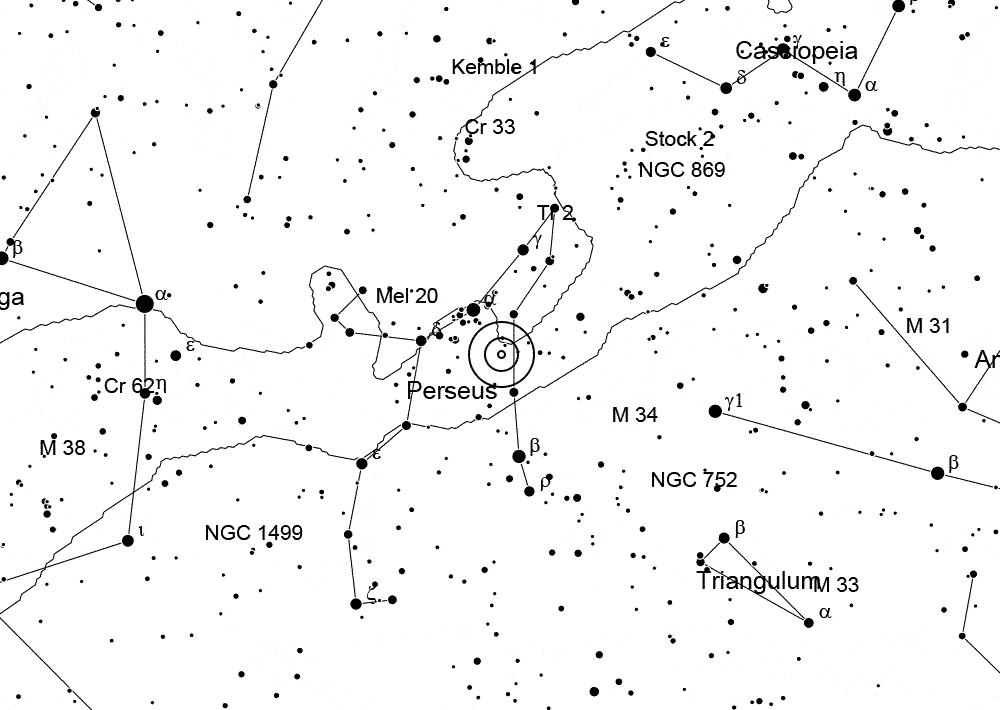 γ
Cassiopeia
ε
δ
η
α
Kemble 1
Cr 33
Stock 2
NGC 869
Tr 2
γ
β
ga
α
Mel 20
α
δ
ε
M 31
Cr 62
η
Perseus
γ1
M 34
M 38
ε
β
β
ρ
NGC 752
NGC 1499
ι
β
Triangulum
M 33
ζ
α